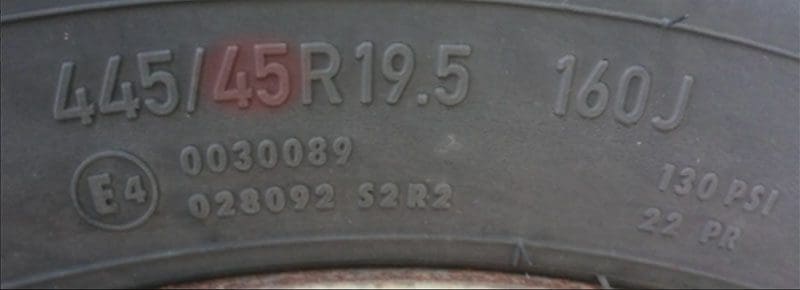 445/45R19.5 160J
E4 0030089
028092 S2R2
130 PSI
22 PR